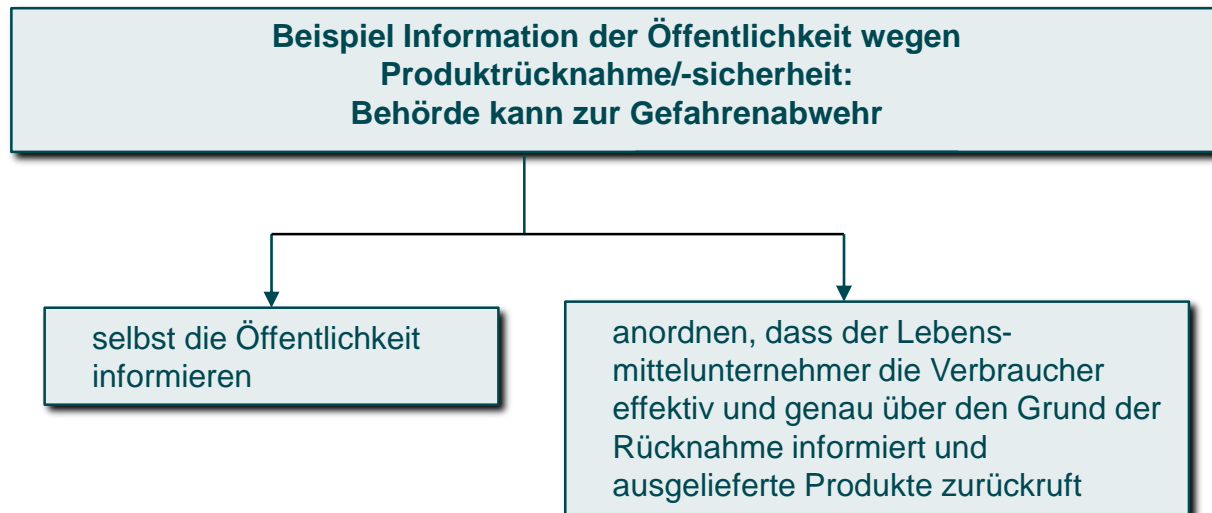 Beispiel Information der Öffentlichkeit wegen
Produktrücknahme/-sicherheit:
Behörde kann zur Gefahrenabwehr
selbst die Öffentlichkeit
informieren
anordnen, dass der Lebens-
mittelunternehmer die Verbraucher
effektiv und genau über den Grund der
Rücknahme informiert und
ausgelieferte Produkte zurückruft